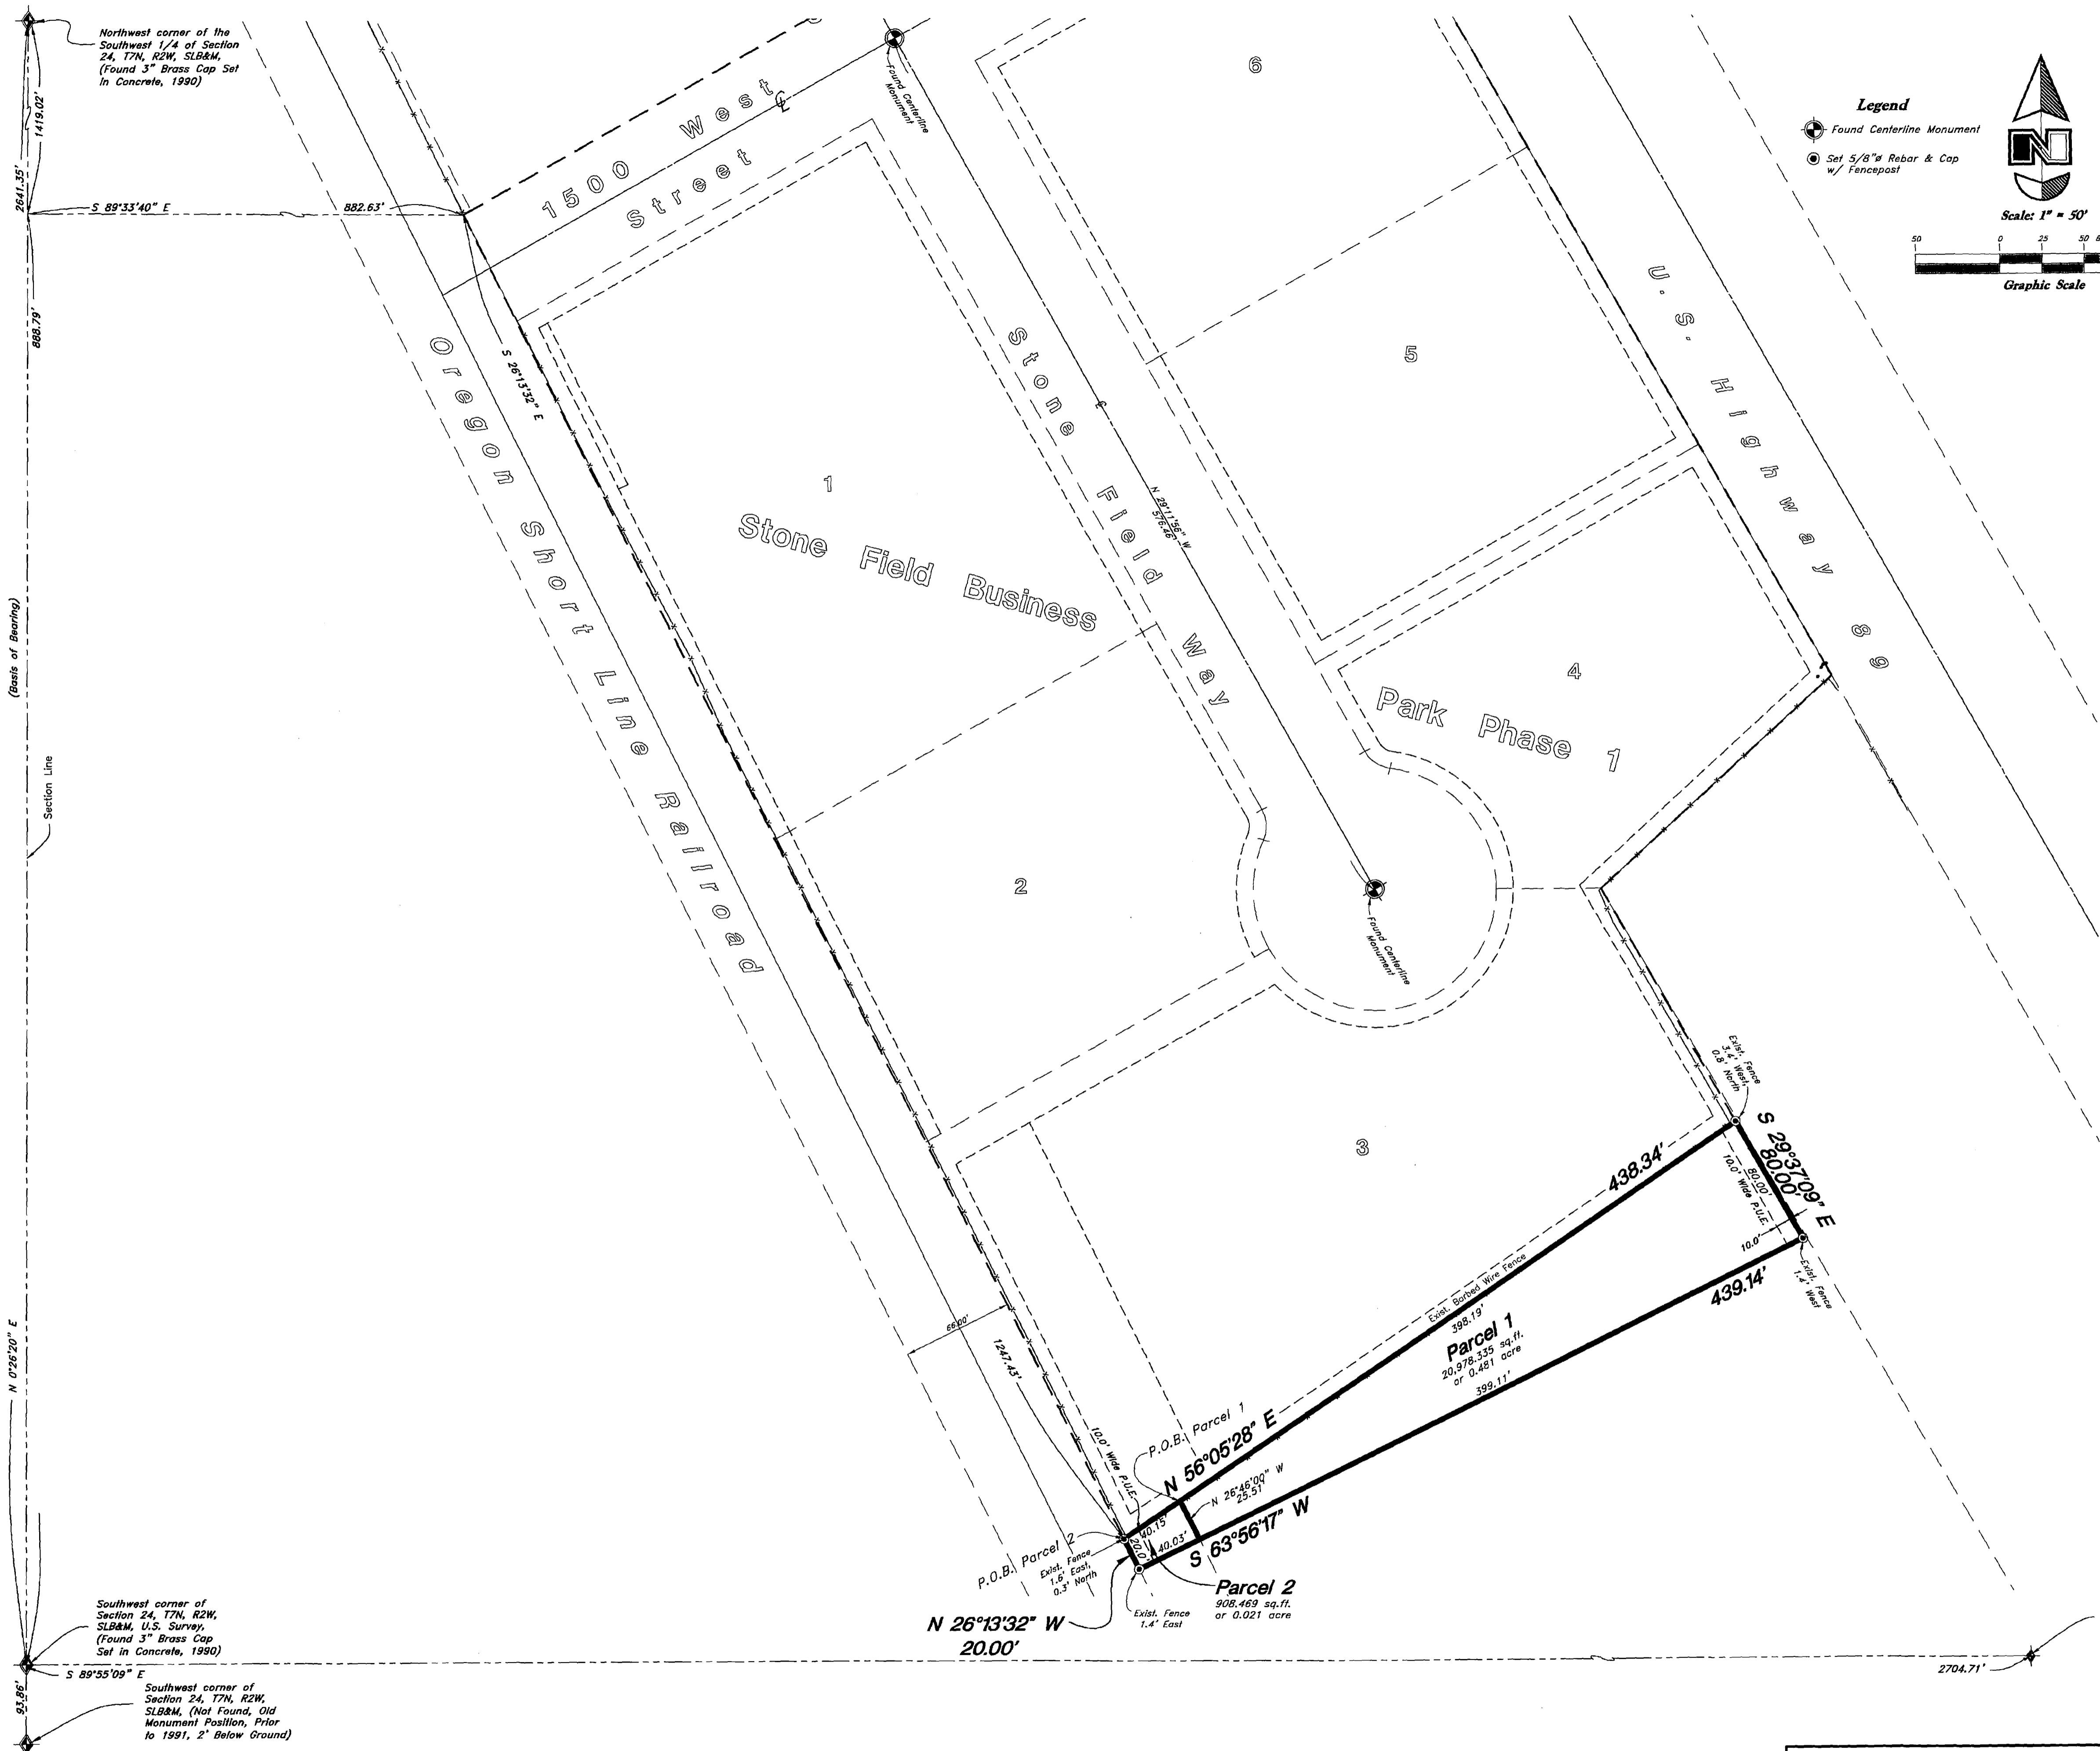 Northwest corner of the
Southwest 1/4 of Section
24, T7N, R2W, SLB&M,
(Found 3" Brass Cap Set
In Concrete, 1990)
1419.02'
2641.35'
S 89°33'40" E
882.63'
888.79'
(Basis of Bearing)
Section Line
N 0°26'20" E
Southwest corner of
Section 24, T7N, R2W,
SLB&M, U.S. Survey,
(Found 3" Brass Cap
Set in Concrete, 1990)
S 89°55'09" E
93.86'
Southwest corner of
Section 24, T7N, R2W,
SLB&M, (Not Found, Old
Monument Position, Prior
to 1991, 2' Below Ground)
2704.71'
1500 West
Street
Found Centerline
Monument
Oregon Short Line Railroad
S 26°13'32" E
Stone Field Way
N 29°11'56" W
576.46'
U.S. Highway 89
6
5
1
4
2
3
Stone Field Business
Park Phase 1
Found Centerline
Monument
Legend
Found Centerline Monument
Set 5/8"ø Rebar & Cap
w/ Fencepost
N
Scale: 1" = 50'
50 0 25 50
Graphic Scale
Exist. Fence
3.4' West,
0.8' North
S 29°37'09" E
80.00'
80.00'
10.0' Wide P.U.E.
10.0'
Exist. Fence
1.4' West
438.34'
439.14'
Exist. Barbed Wire Fence
398.19'
Parcel 1
20,978.335 sq.ft.
or 0.481 acre
399.11'
66.00'
1247.43'
10.0' Wide P.U.E.
P.O.B. Parcel 1
N 56°05'28" E
N 26°46'00" W
25.51'
S 63°56'17" W
40.15'
40.03'
20.0'
P.O.B. Parcel 2
Exist. Fence
1.6' East,
0.3' North
Parcel 2
908.469 sq.ft.
or 0.021 acre
Exist. Fence
1.4' East
N 26°13'32" W
20.00'